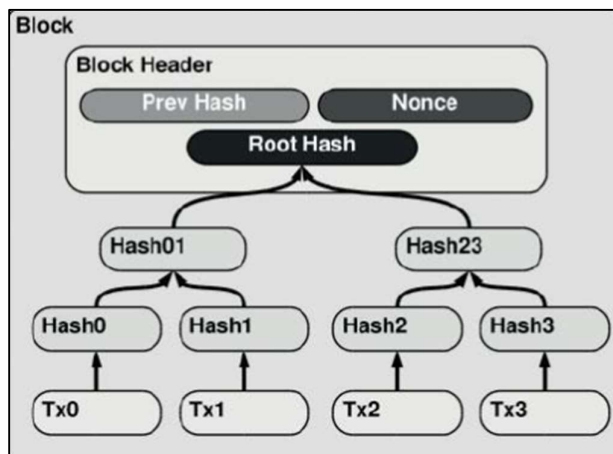 Block
Block Header
Prev Hash Nonce
Root Hash
Hash01 Hash23
Hash0 Hash1 Hash2 Hash3
Tx0 Tx1 Tx2 Tx3